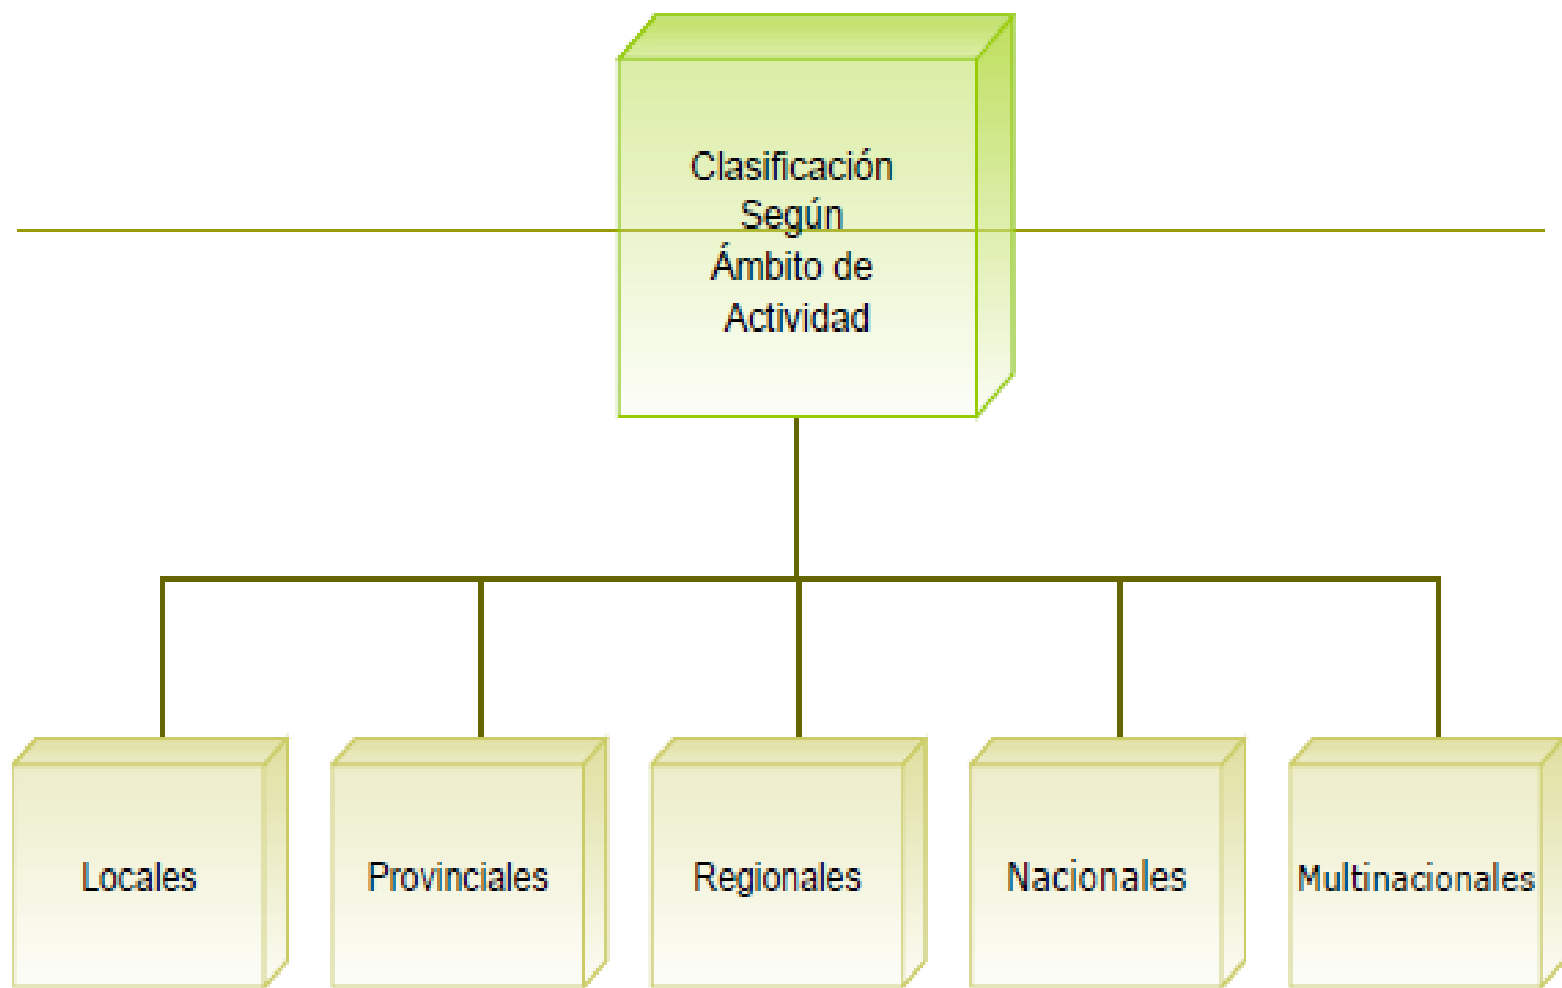 Clasificación
Según
Ámbito de
Actividad
Locales
Provinciales
Regionales
Nacionales
Multinacionales